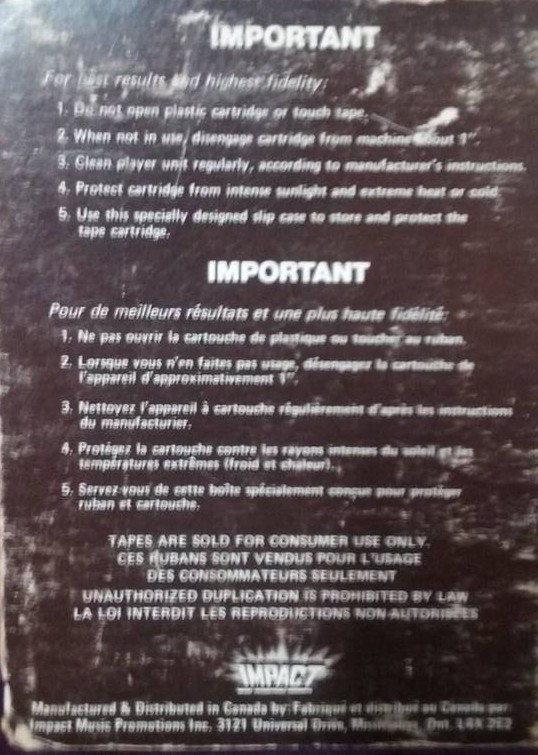 IMPORTANT
For best results and highest fidelity:
1. Do not open plastic cartridge or touch tape.
2. When not in use, disengage cartridge from machine about 1".
3. Clean player unit regularly, according to manufacturer's instructions.
4. Protect cartridge from intense sunlight and extreme heat or cold
5. Use this specially designed slip case to store and protect the
tape cartridge.
IMPORTANT
Pour de meilleurs résultats et une plus haute fidélité:
1. Ne pas ouvrir la cartouche de plastique ou toucher au ruban.
2. Lorsque vous n'en faites pas usage, désengagez la cartouche de
l'appareil d'approximativement 1".
3. Nettoyez l'appareil à cartouche régulièrement d'après les instructions
du manufacturier.
4. Protégez la cartouche contre les rayons intenses du soleil et les
températures extrêmes (froid et chaleur).
5. Servez-vous de cette boîte spécialement conçue pour protéger
ruban et cartouche.
TAPES ARE SOLD FOR CONSUMER USE ONLY.
CES RUBANS SONT VENDUS POUR L'USAGE
DES CONSOMMATEURS SEULEMENT
UNAUTHORIZED DUPLICATION IS PROHIBITED BY LAW
LA LOI INTERDIT LES REPRODUCTIONS NON-AUTORISÉES
IMPACT
Manufactured & Distributed in Canada by: Fabriqué et distribué au Canada par
Impact Music Promotions Inc. 3121 Universal Drive, Mississauga, Ont. L4X 2E2